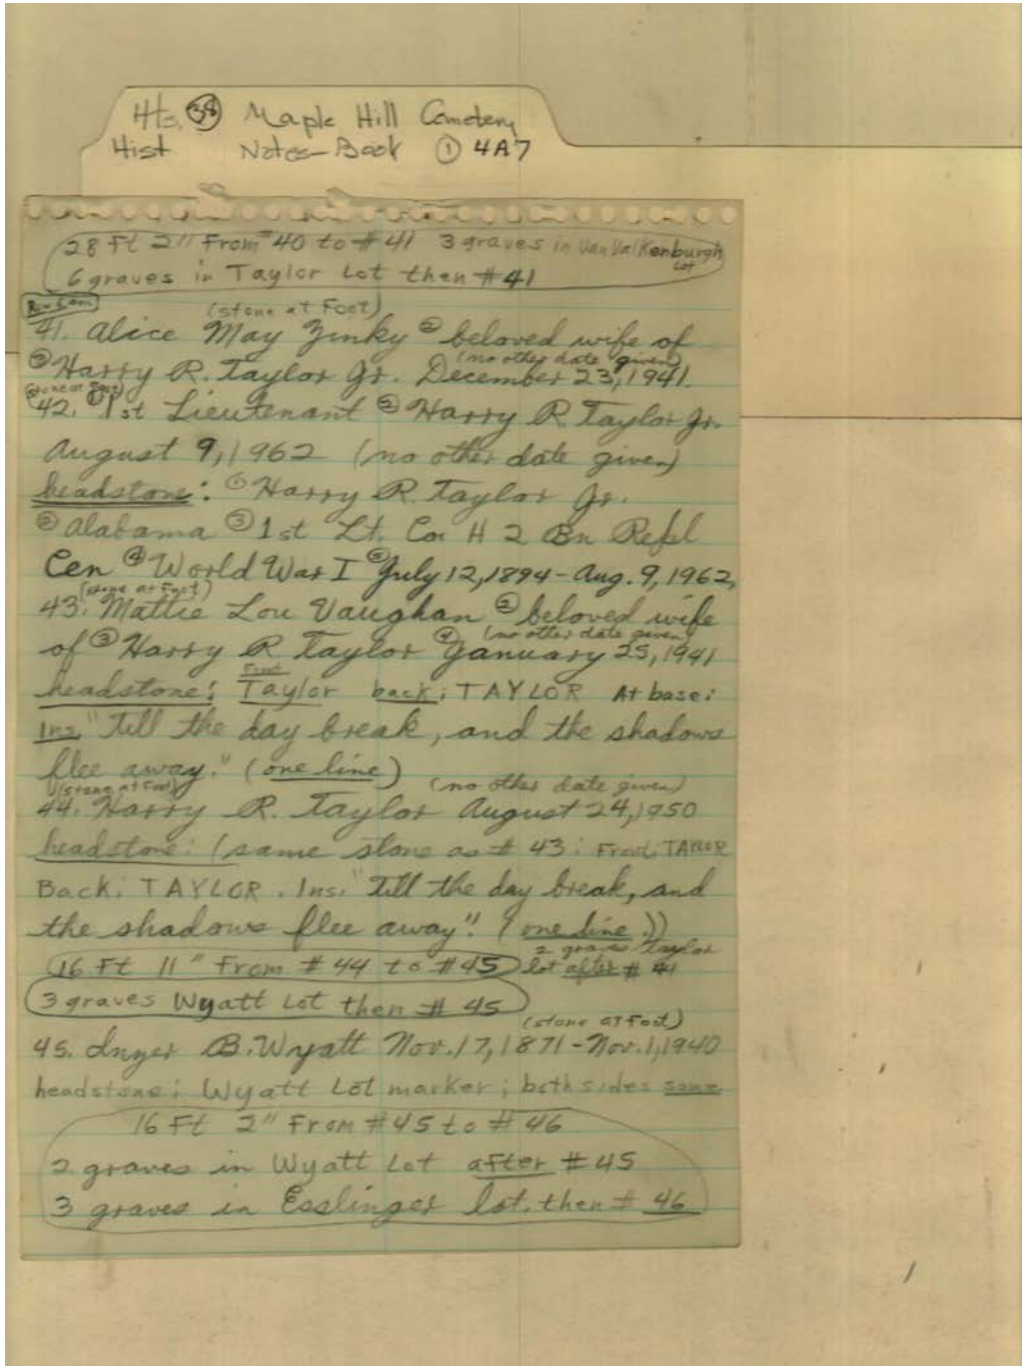 Hts. 38 Maple Hill Cemetery
Hist Notes-Book ① 4A7
28 Ft 2" From #40 to #41 3 graves in VanValkenburgh
Lot
6 graves in Taylor Lot then #41
(stone at Foot)
41. Alice May Zinky ② beloved wife of
(no other date given)
③ Harry R. Taylor Jr. December 23, 1941.
(stone at Foot)
42. ① 1st Lieutenant ② Harry R Taylor Jr.
August 9, 1962 (no other date given)
headstone: ① Harry R. Taylor Jr.
② Alabama ③ 1st Lt. Co H 2 Bn Repl
Cen ④ World War I ⑤ July 12, 1894 - Aug. 9, 1962,
(stone at Foot)
43. Mattie Lou Vaughan ② beloved wife
(no other date given)
of ③ Harry R Taylor ④ January 25, 1941
Front
headstone: Taylor back: TAYLOR At base:
Ins. "Till the day break, and the shadows
flee away." (one line)
(stone at Foot) (no other date given)
44. Harry R. Taylor August 24, 1950
headstone: (same stone as # 43: Front: TAYLOR
Back: TAYLOR. Ins. "Till the day break, and
the shadows flee away." (one line.))
2 graves Taylor
16 Ft 11" From #44 to #45 lot after # 44
3 graves Wyatt Lot then # 45
(stone at Foot)
45. Inzer B. Wyatt Nov. 17, 1871 - Nov. 1, 1940
headstone: Wyatt Lot marker; both sides same
16 Ft 2" From #45 to #46
2 graves in Wyatt Lot after #45
3 graves in Esslinger lot. then # 46